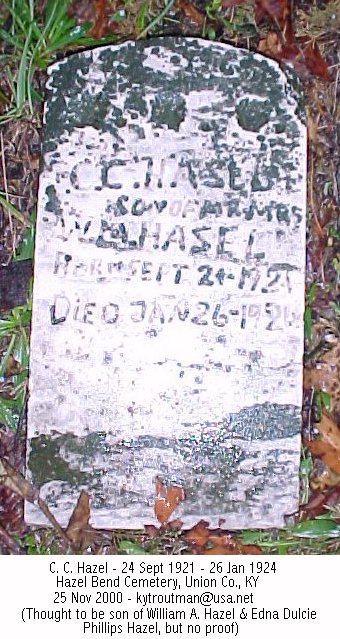 C.C. HASEL
SON OF MR MRS
W.A. HASEL
BORN SEPT. 24-1921
DIED JAN 26-1924
C. C. Hazel - 24 Sept 1921 - 26 Jan 1924
Hazel Bend Cemetery, Union Co., KY
25 Nov 2000 - kytroutman@usa.net
(Thought to be son of William A. Hazel & Edna Dulcie
Phillips Hazel, but no proof)